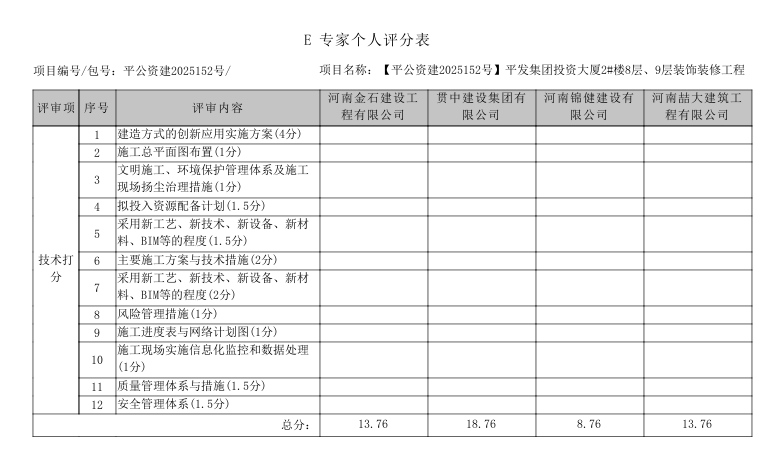 E 专家个人评分表
项目编号/包号: 平公资建2025152号/
项目名称: 【平公资建2025152号】平发集团投资大厦2#楼8层、9层装饰装修工程
评审项 序号 评审内容 河南金石建设工程有限公司 贯中建设集团有限公司 河南锦健建设有限公司 河南喆大建筑工程有限公司
技术打分
1 建造方式的创新应用实施方案(4分)
2 施工总平面图布置(1分)
3 文明施工、环境保护管理体系及施工
现场扬尘治理措施(1分)
4 拟投入资源配备计划(1.5分)
5 采用新工艺、新技术、新设备、新材
料、BIM等的程度(1.5分)
6 主要施工方案与技术措施(2分)
7 采用新工艺、新技术、新设备、新材
料、BIM等的程度(2分)
8 风险管理措施(1分)
9 施工进度表与网络计划图(1分)
10 施工现场实施信息化监控和数据处理
(1分)
11 质量管理体系与措施(1.5分)
12 安全管理体系(1.5分)
总分: 13.76 18.76 8.76 13.76